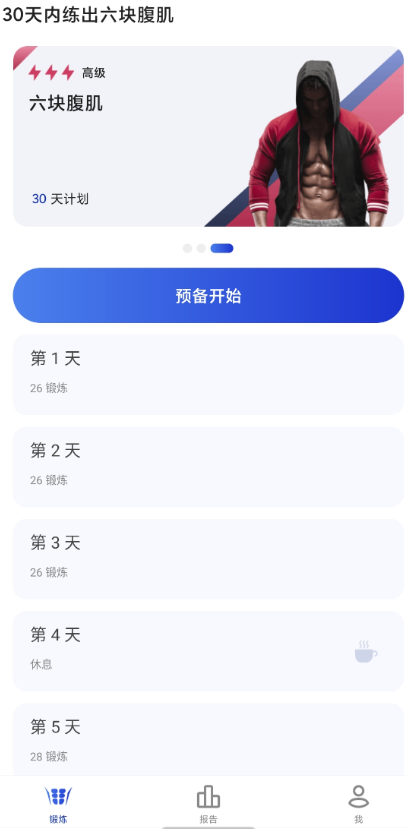 30天内练出六块腹肌
高级
六块腹肌
30 天计划
预备开始
第 1 天
26 锻炼
第 2 天
26 锻炼
第 3 天
26 锻炼
第 4 天
休息
第 5 天
28 锻炼
锻炼
报告
我